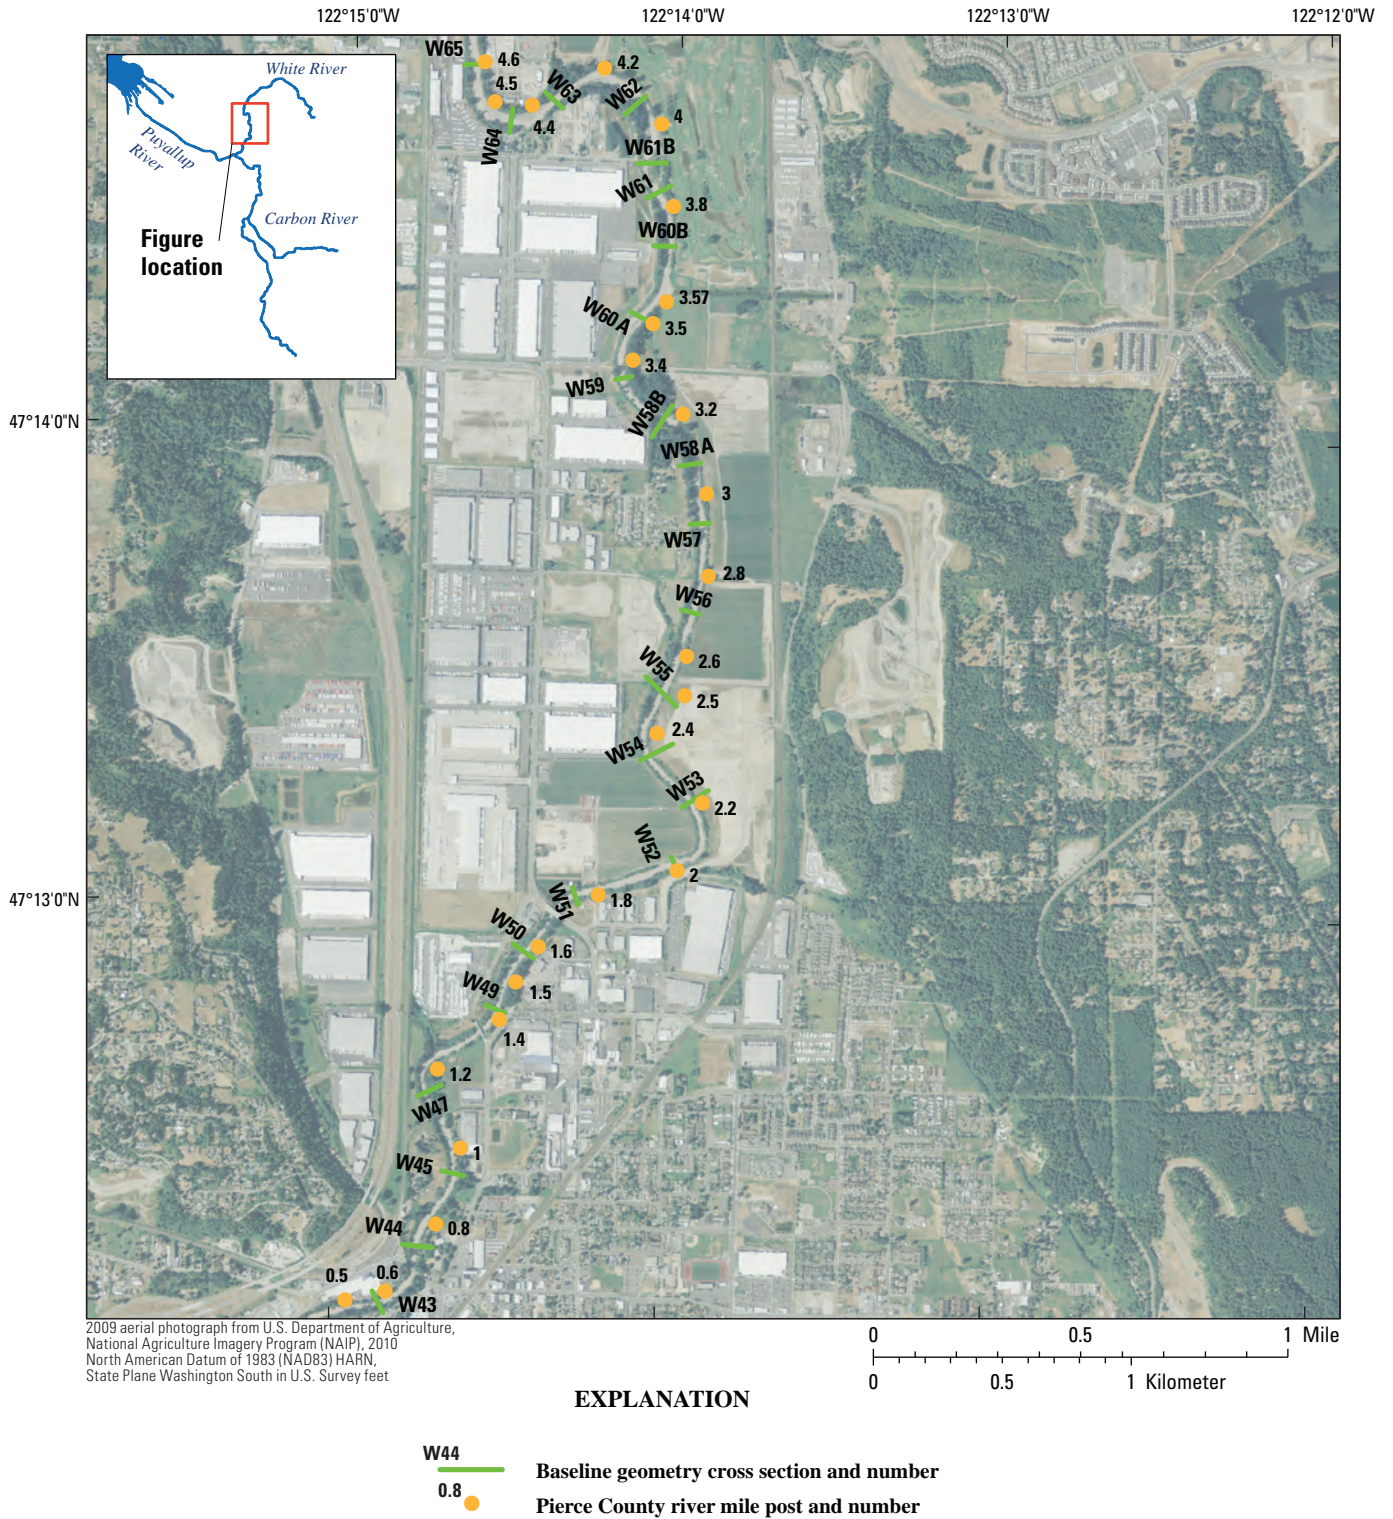 122°15'0"W 122°14'0"W 122°13'0"W 122°12'0"W
W65
4.6
4.2
4.5
W63
W62
4.4
4
W64
W61B
W61
3.8
W60B
3.57
W60A
3.5
3.4
W59
W58B
3.2
W58A
3
W57
2.8
W56
2.6
W55
2.5
2.4
W54
W53
2.2
W52
2
W51
1.8
W50
1.6
W49
1.5
1.4
1.2
W47
1
W45
W44
0.8
0.5
0.6
W43
White River
Puyallup
River
Carbon River
Figure
location
47°14'0"N
47°13'0"N
2009 aerial photograph from U.S. Department of Agriculture,
National Agriculture Imagery Program (NAIP), 2010
North American Datum of 1983 (NAD83) HARN,
State Plane Washington South in U.S. Survey feet
0 0.5 1 Mile
0 0.5 1 Kilometer
EXPLANATION
W44
Baseline geometry cross section and number
0.8
Pierce County river mile post and number